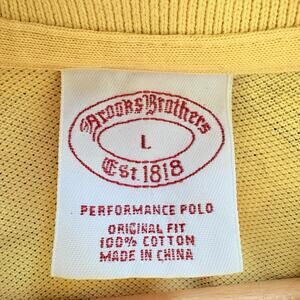 Brooks Brothers
L
Est. 1818
PERFORMANCE POLO
ORIGINAL FIT
100% COTTON
MADE IN CHINA